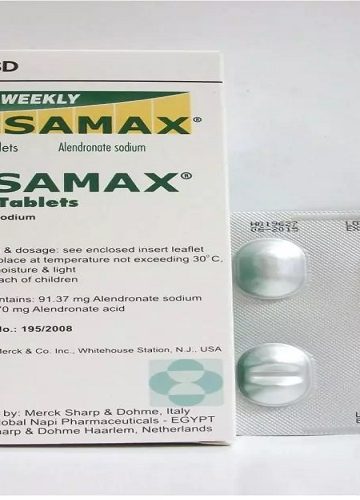 SD
WEEKLY
SAMAX®
lets Alendronate sodium
SAMAX®
Tablets
odium
& dosage: see enclosed insert leaflet
place at temperature not exceeding 30°C,
oisture & light
each of children
ntains: 91.37 mg Alendronate sodium
70 mg Alendronate acid
No.: 195/2008
Merck & Co. Inc., Whitehouse Station, N.J., USA
by: Merck Sharp & Dohme, Italy
lobal Napi Pharmaceuticals - EGYPT
harp & Dohme Haarlem, Netherlands
06-2015